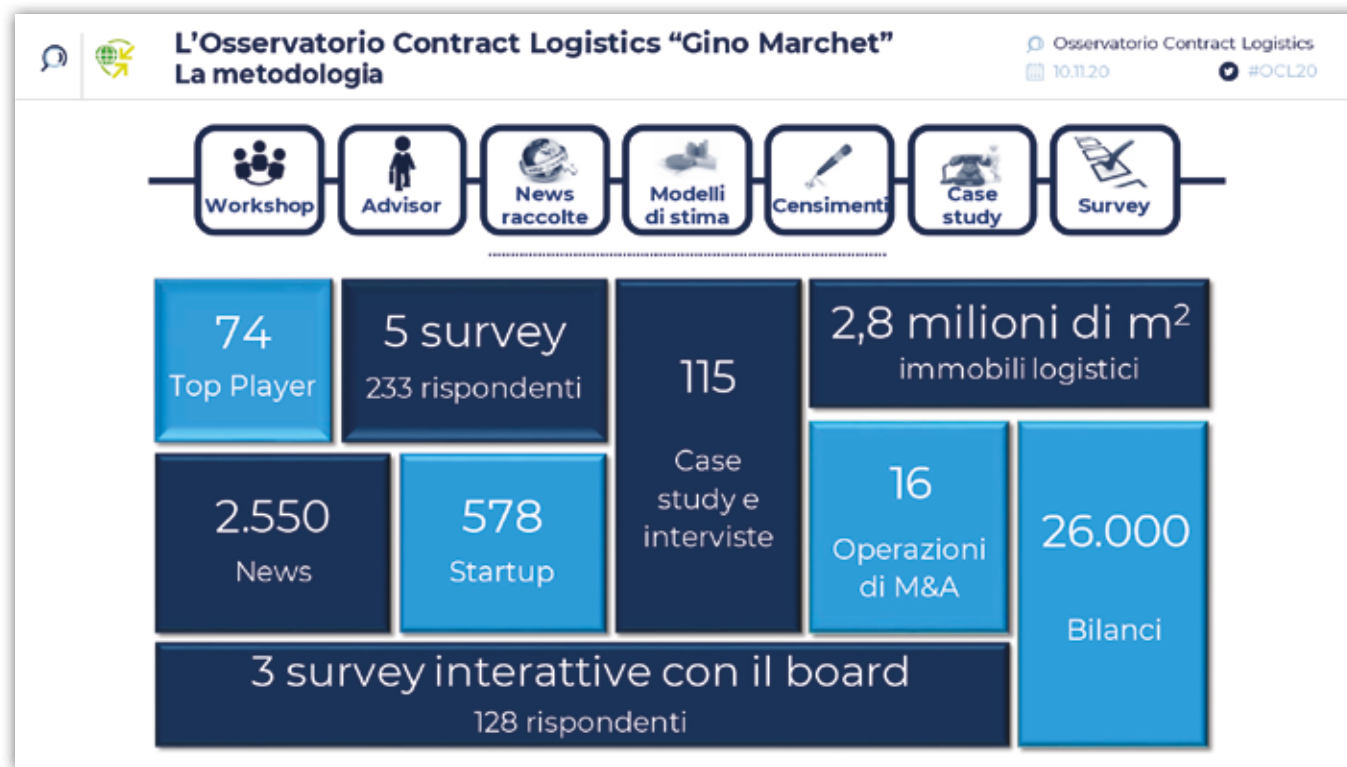 L’Osservatorio Contract Logistics “Gino Marchet”
La metodologia
Osservatorio Contract Logistics
10.11.20
#OCL20
Workshop
Advisor
News
raccolte
Modelli
di stima
Censimenti
Case
study
Survey
74
Top Player
5 survey
233 rispondenti
115
Case
study e
interviste
2,8 milioni di m²
immobili logistici
2.550
News
578
Startup
16
Operazioni
di M&A
26.000
Bilanci
3 survey interattive con il board
128 rispondenti